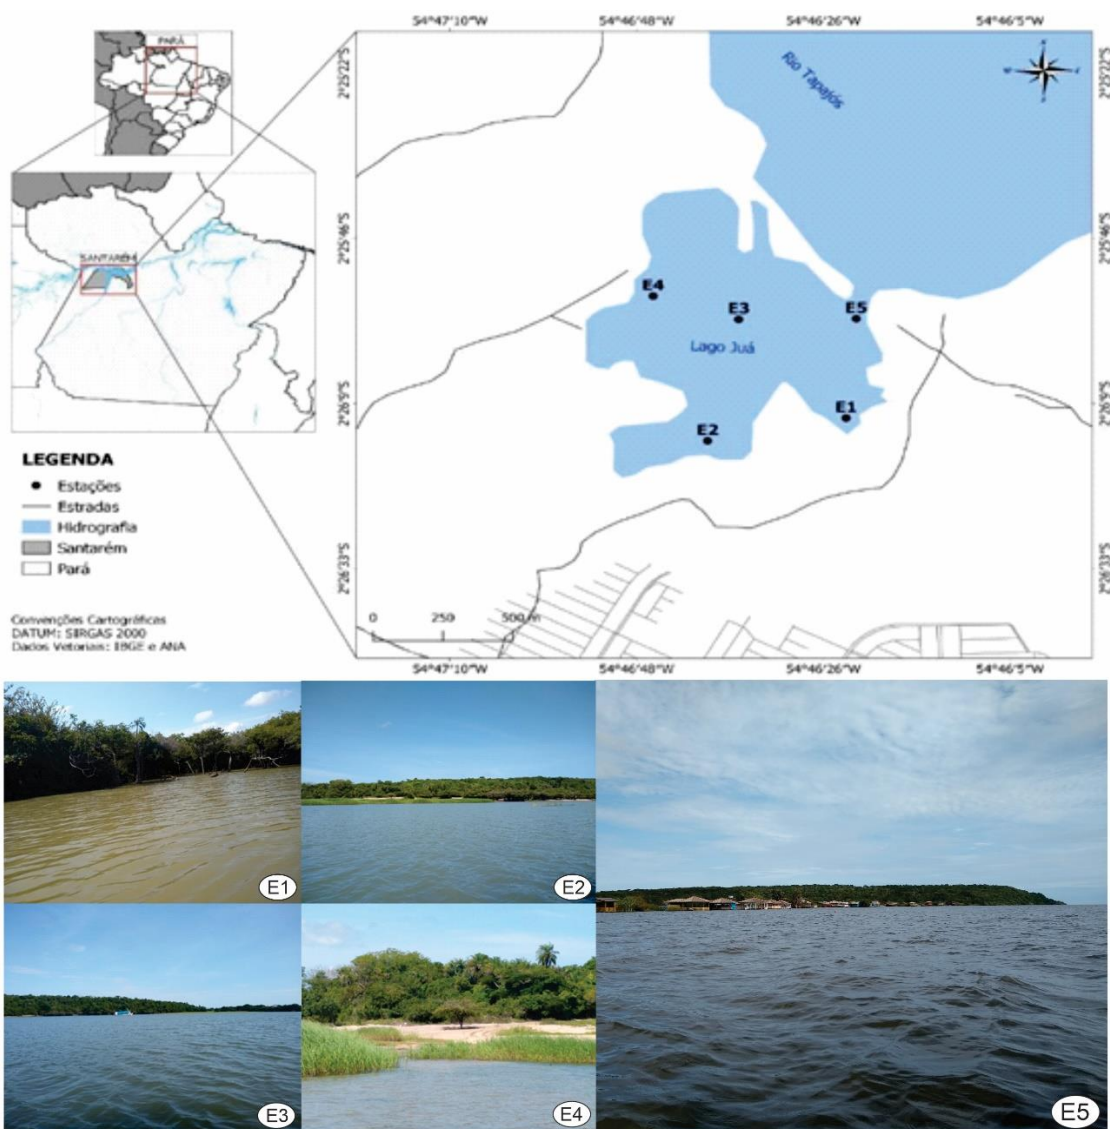 54°47'10"W
54°46'48"W
54°46'26"W
54°46'5"W
PARÁ
2°25'22"S
2°25'22"S
Rio Tapajós
SANTARÉM
2°25'46"S
2°25'46"S
E4
E3
E5
Lago Juá
2°26'9"S
2°26'9"S
E1
E2
LEGENDA
Estações
Estradas
Hidrografia
Santarém
Pará
2°26'33"S
2°26'33"S
Convenções Cartográficas
DATUM: SIRGAS 2000
Dados Vetoriais: IBGE e ANA
0 250 500 m
54°47'10"W
54°46'48"W
54°46'26"W
54°46'5"W
E1
E2
E3
E4
E5